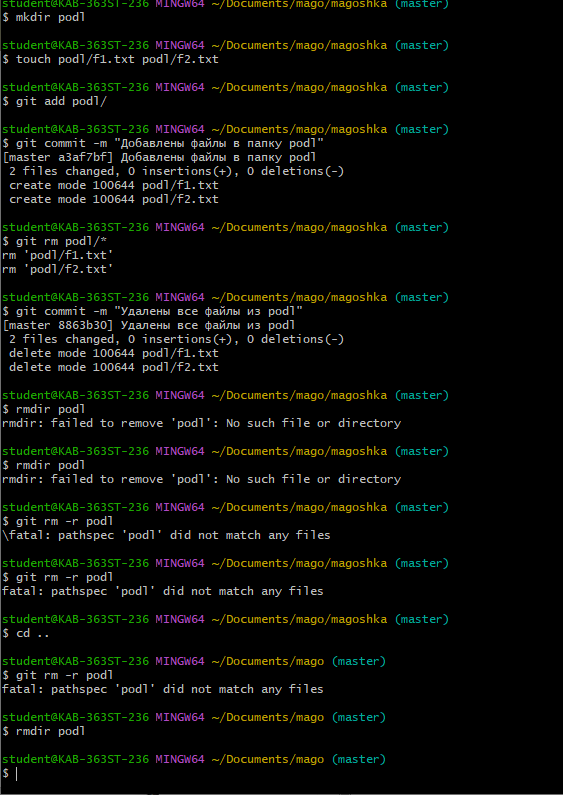 student@KAB-363ST-236 MINGW64 ~/Documents/mago/magoshka (master)
$ mkdir podl
student@KAB-363ST-236 MINGW64 ~/Documents/mago/magoshka (master)
$ touch podl/f1.txt podl/f2.txt
student@KAB-363ST-236 MINGW64 ~/Documents/mago/magoshka (master)
$ git add podl/
student@KAB-363ST-236 MINGW64 ~/Documents/mago/magoshka (master)
$ git commit -m "Добавлены файлы в папку podl"
[master a3af7bf] Добавлены файлы в папку podl
 2 files changed, 0 insertions(+), 0 deletions(-)
 create mode 100644 podl/f1.txt
 create mode 100644 podl/f2.txt
student@KAB-363ST-236 MINGW64 ~/Documents/mago/magoshka (master)
$ git rm podl/*
rm 'podl/f1.txt'
rm 'podl/f2.txt'
student@KAB-363ST-236 MINGW64 ~/Documents/mago/magoshka (master)
$ git commit -m "Удалены все файлы из podl"
[master 8863b30] Удалены все файлы из podl
 2 files changed, 0 insertions(+), 0 deletions(-)
 delete mode 100644 podl/f1.txt
 delete mode 100644 podl/f2.txt
student@KAB-363ST-236 MINGW64 ~/Documents/mago/magoshka (master)
$ rmdir podl
rmdir: failed to remove 'podl': No such file or directory
student@KAB-363ST-236 MINGW64 ~/Documents/mago/magoshka (master)
$ rmdir podl
rmdir: failed to remove 'podl': No such file or directory
student@KAB-363ST-236 MINGW64 ~/Documents/mago/magoshka (master)
$ git rm -r podl
\fatal: pathspec 'podl' did not match any files
student@KAB-363ST-236 MINGW64 ~/Documents/mago/magoshka (master)
$ git rm -r podl
fatal: pathspec 'podl' did not match any files
student@KAB-363ST-236 MINGW64 ~/Documents/mago/magoshka (master)
$ cd ..
student@KAB-363ST-236 MINGW64 ~/Documents/mago (master)
$ git rm -r podl
fatal: pathspec 'podl' did not match any files
student@KAB-363ST-236 MINGW64 ~/Documents/mago (master)
$ rmdir podl
student@KAB-363ST-236 MINGW64 ~/Documents/mago (master)
$